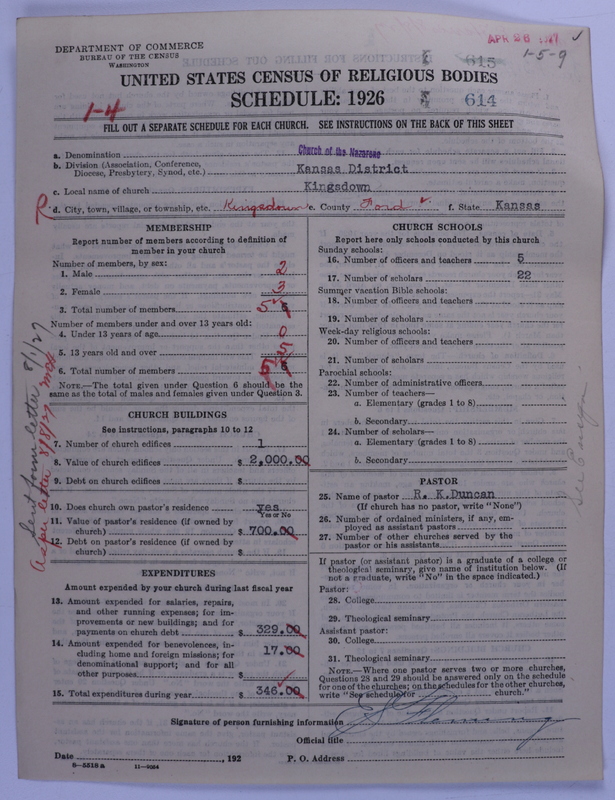 DEPARTMENT OF COMMERCE
BUREAU OF THE CENSUS
WASHINGTON
APR 26
1-5-9
615
UNITED STATES CENSUS OF RELIGIOUS BODIES
SCHEDULE: 1926
614
1-4
FILL OUT A SEPARATE SCHEDULE FOR EACH CHURCH. SEE INSTRUCTIONS ON THE BACK OF THIS SHEET
a. Denomination Church of the Nazarene
b. Division (Association, Conference, Diocese, Presbytery, Synod, etc.) Kansas District
c. Local name of church Kingsdown
R d. City, town, village, or township, etc. Kingsdown e. County Ford f. State Kansas
MEMBERSHIP
Report number of members according to definition of
member in your church
Number of members, by sex:
1. Male 2
2. Female 3
3. Total number of members 5
Number of members under and over 13 years old:
4. Under 13 years of age 0
5. 13 years old and over 5
6. Total number of members 5
NOTE.—The total given under Question 6 should be the
same as the total of males and females given under Question 3.
CHURCH BUILDINGS
See instructions, paragraphs 10 to 12
7. Number of church edifices 1
8. Value of church edifices $ 2,000.00
9. Debt on church edifices $
10. Does church own pastor's residence yes
Yes or No
11. Value of pastor's residence (if owned by
church) $ 700.00
12. Debt on pastor's residence (if owned by
church) $
EXPENDITURES
Amount expended by your church during last fiscal year
13. Amount expended for salaries, repairs,
and other running expenses; for im-
provements or new buildings; and for
payments on church debt $ 329.00
14. Amount expended for benevolences, in-
cluding home and foreign missions; for
denominational support; and for all
other purposes $ 17.00
15. Total expenditures during year $ 346.00
Sent form letter 8/1/27
As per letter 8/8/27
CHURCH SCHOOLS
Report here only schools conducted by this church
Sunday schools:
16. Number of officers and teachers 5
17. Number of scholars 22
Summer vacation Bible schools:
18. Number of officers and teachers
19. Number of scholars
Week-day religious schools:
20. Number of officers and teachers
21. Number of scholars
Parochial schools:
22. Number of administrative officers
23. Number of teachers—
a. Elementary (grades 1 to 8)
b. Secondary
24. Number of scholars—
a. Elementary (grades 1 to 8)
b. Secondary
PASTOR
25. Name of pastor R. K. Duncan
(If church has no pastor, write "None")
26. Number of ordained ministers, if any, em-
ployed as assistant pastors
27. Number of other churches served by the
pastor or his assistants
If pastor (or assistant pastor) is a graduate of a college or
theological seminary, give name of institution below. (If
not a graduate, write "No" in the space indicated.)
Pastor:
28. College
29. Theological seminary
Assistant pastor:
30. College
31. Theological seminary
NOTE.—Where one pastor serves two or more churches,
Questions 28 and 29 should be answered only on the schedule
for one of the churches; on the schedules for the other churches,
write "See schedule for church."
Signature of person furnishing information Fleming
Official title
Date , 192 P. O. Address
8—5518 a 11—9064